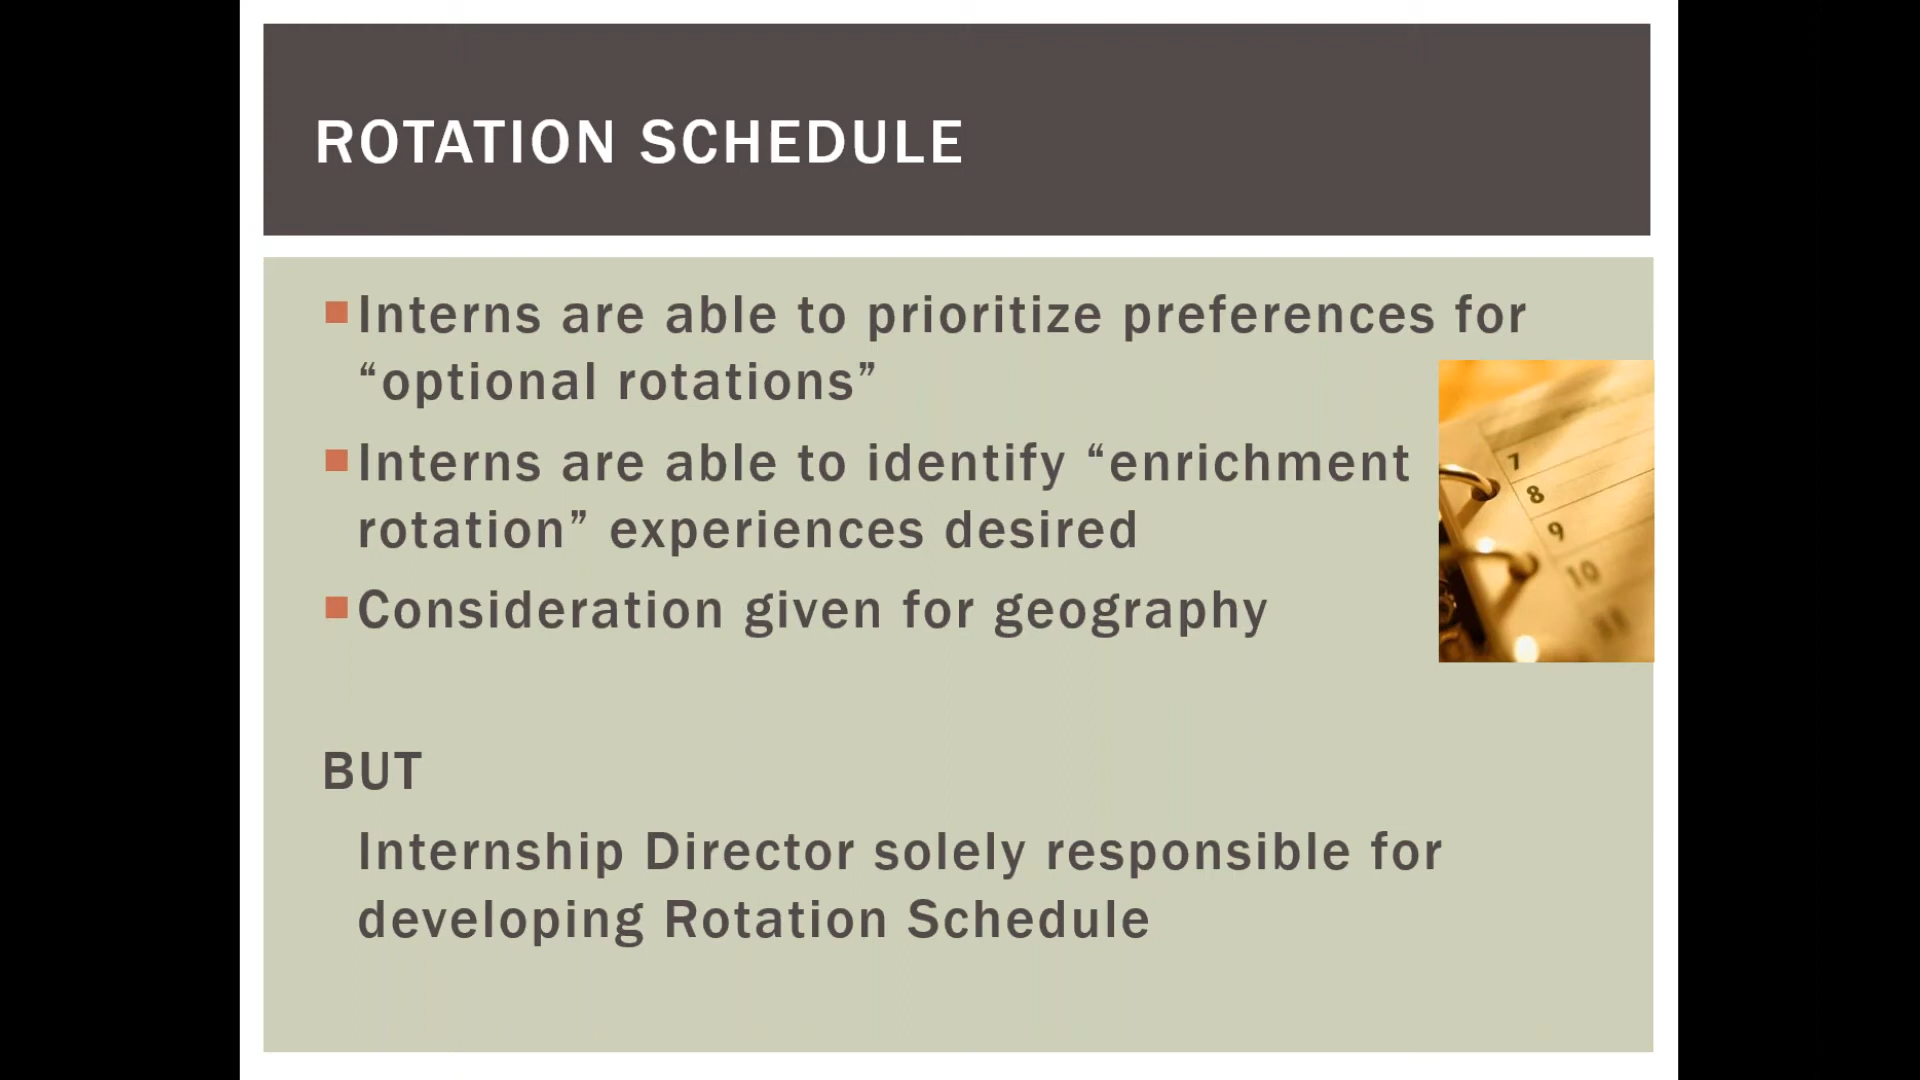 ROTATION SCHEDULE
Interns are able to prioritize preferences for
“optional rotations”
Interns are able to identify “enrichment
rotation” experiences desired
Consideration given for geography
7
8
9
10
11
BUT
Internship Director solely responsible for
developing Rotation Schedule